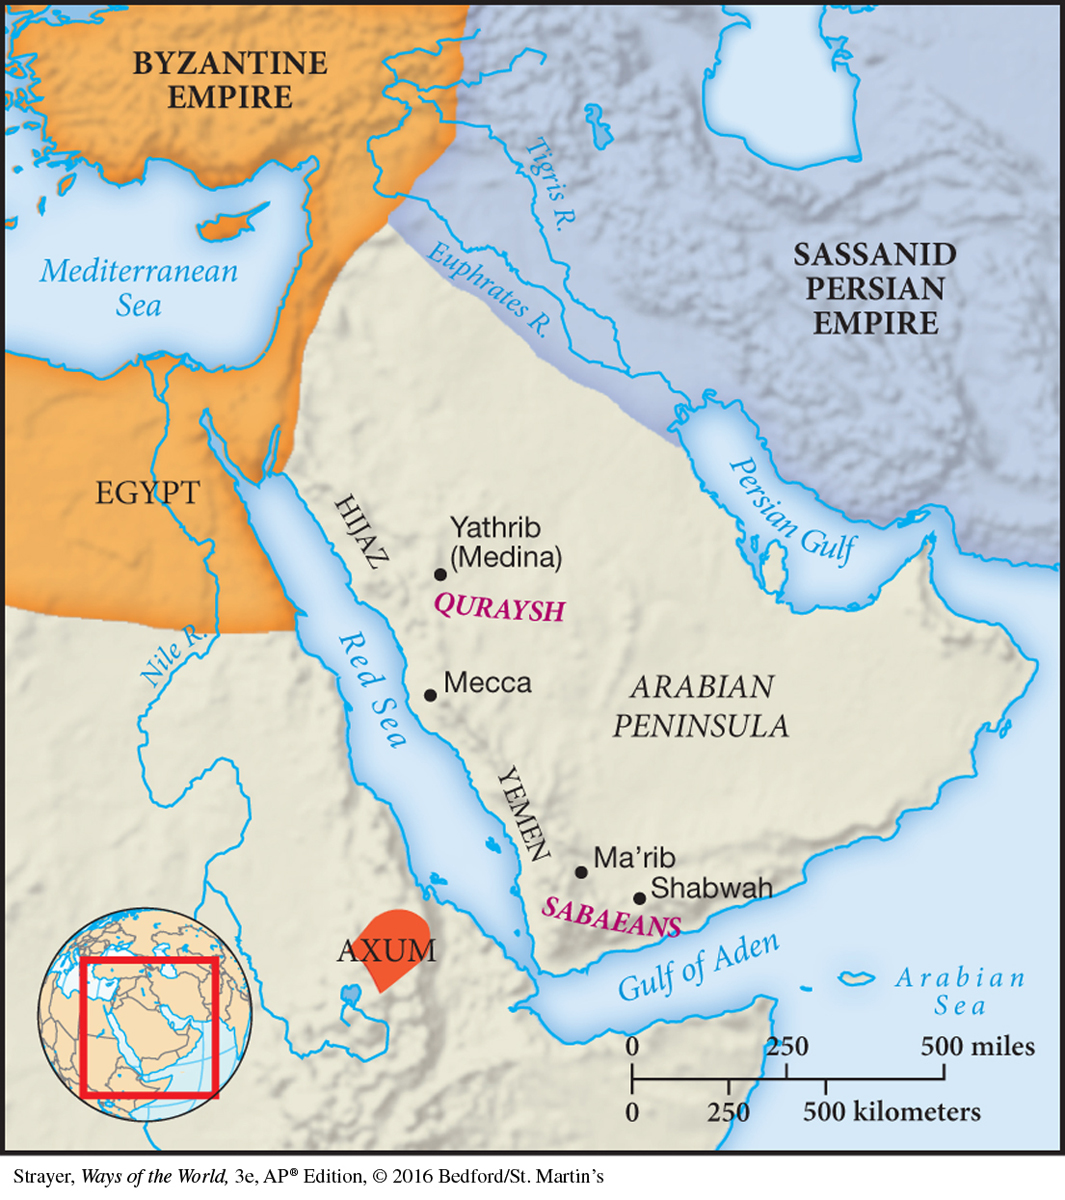 BYZANTINE
EMPIRE
Tigris R.
Mediterranean
Sea
Euphrates R.
SASSANID
PERSIAN
EMPIRE
EGYPT
HIJAZ
Persian Gulf
Yathrib
(Medina)
QURAYSH
Nile R.
Red Sea
Mecca
ARABIAN
PENINSULA
YEMEN
Ma’rib
Shabwah
SABAEANS
AXUM
Gulf of Aden
Arabian
Sea
0 250 500 miles
0 250 500 kilometers
Strayer, Ways of the World, 3e, AP® Edition, © 2016 Bedford/St. Martin’s